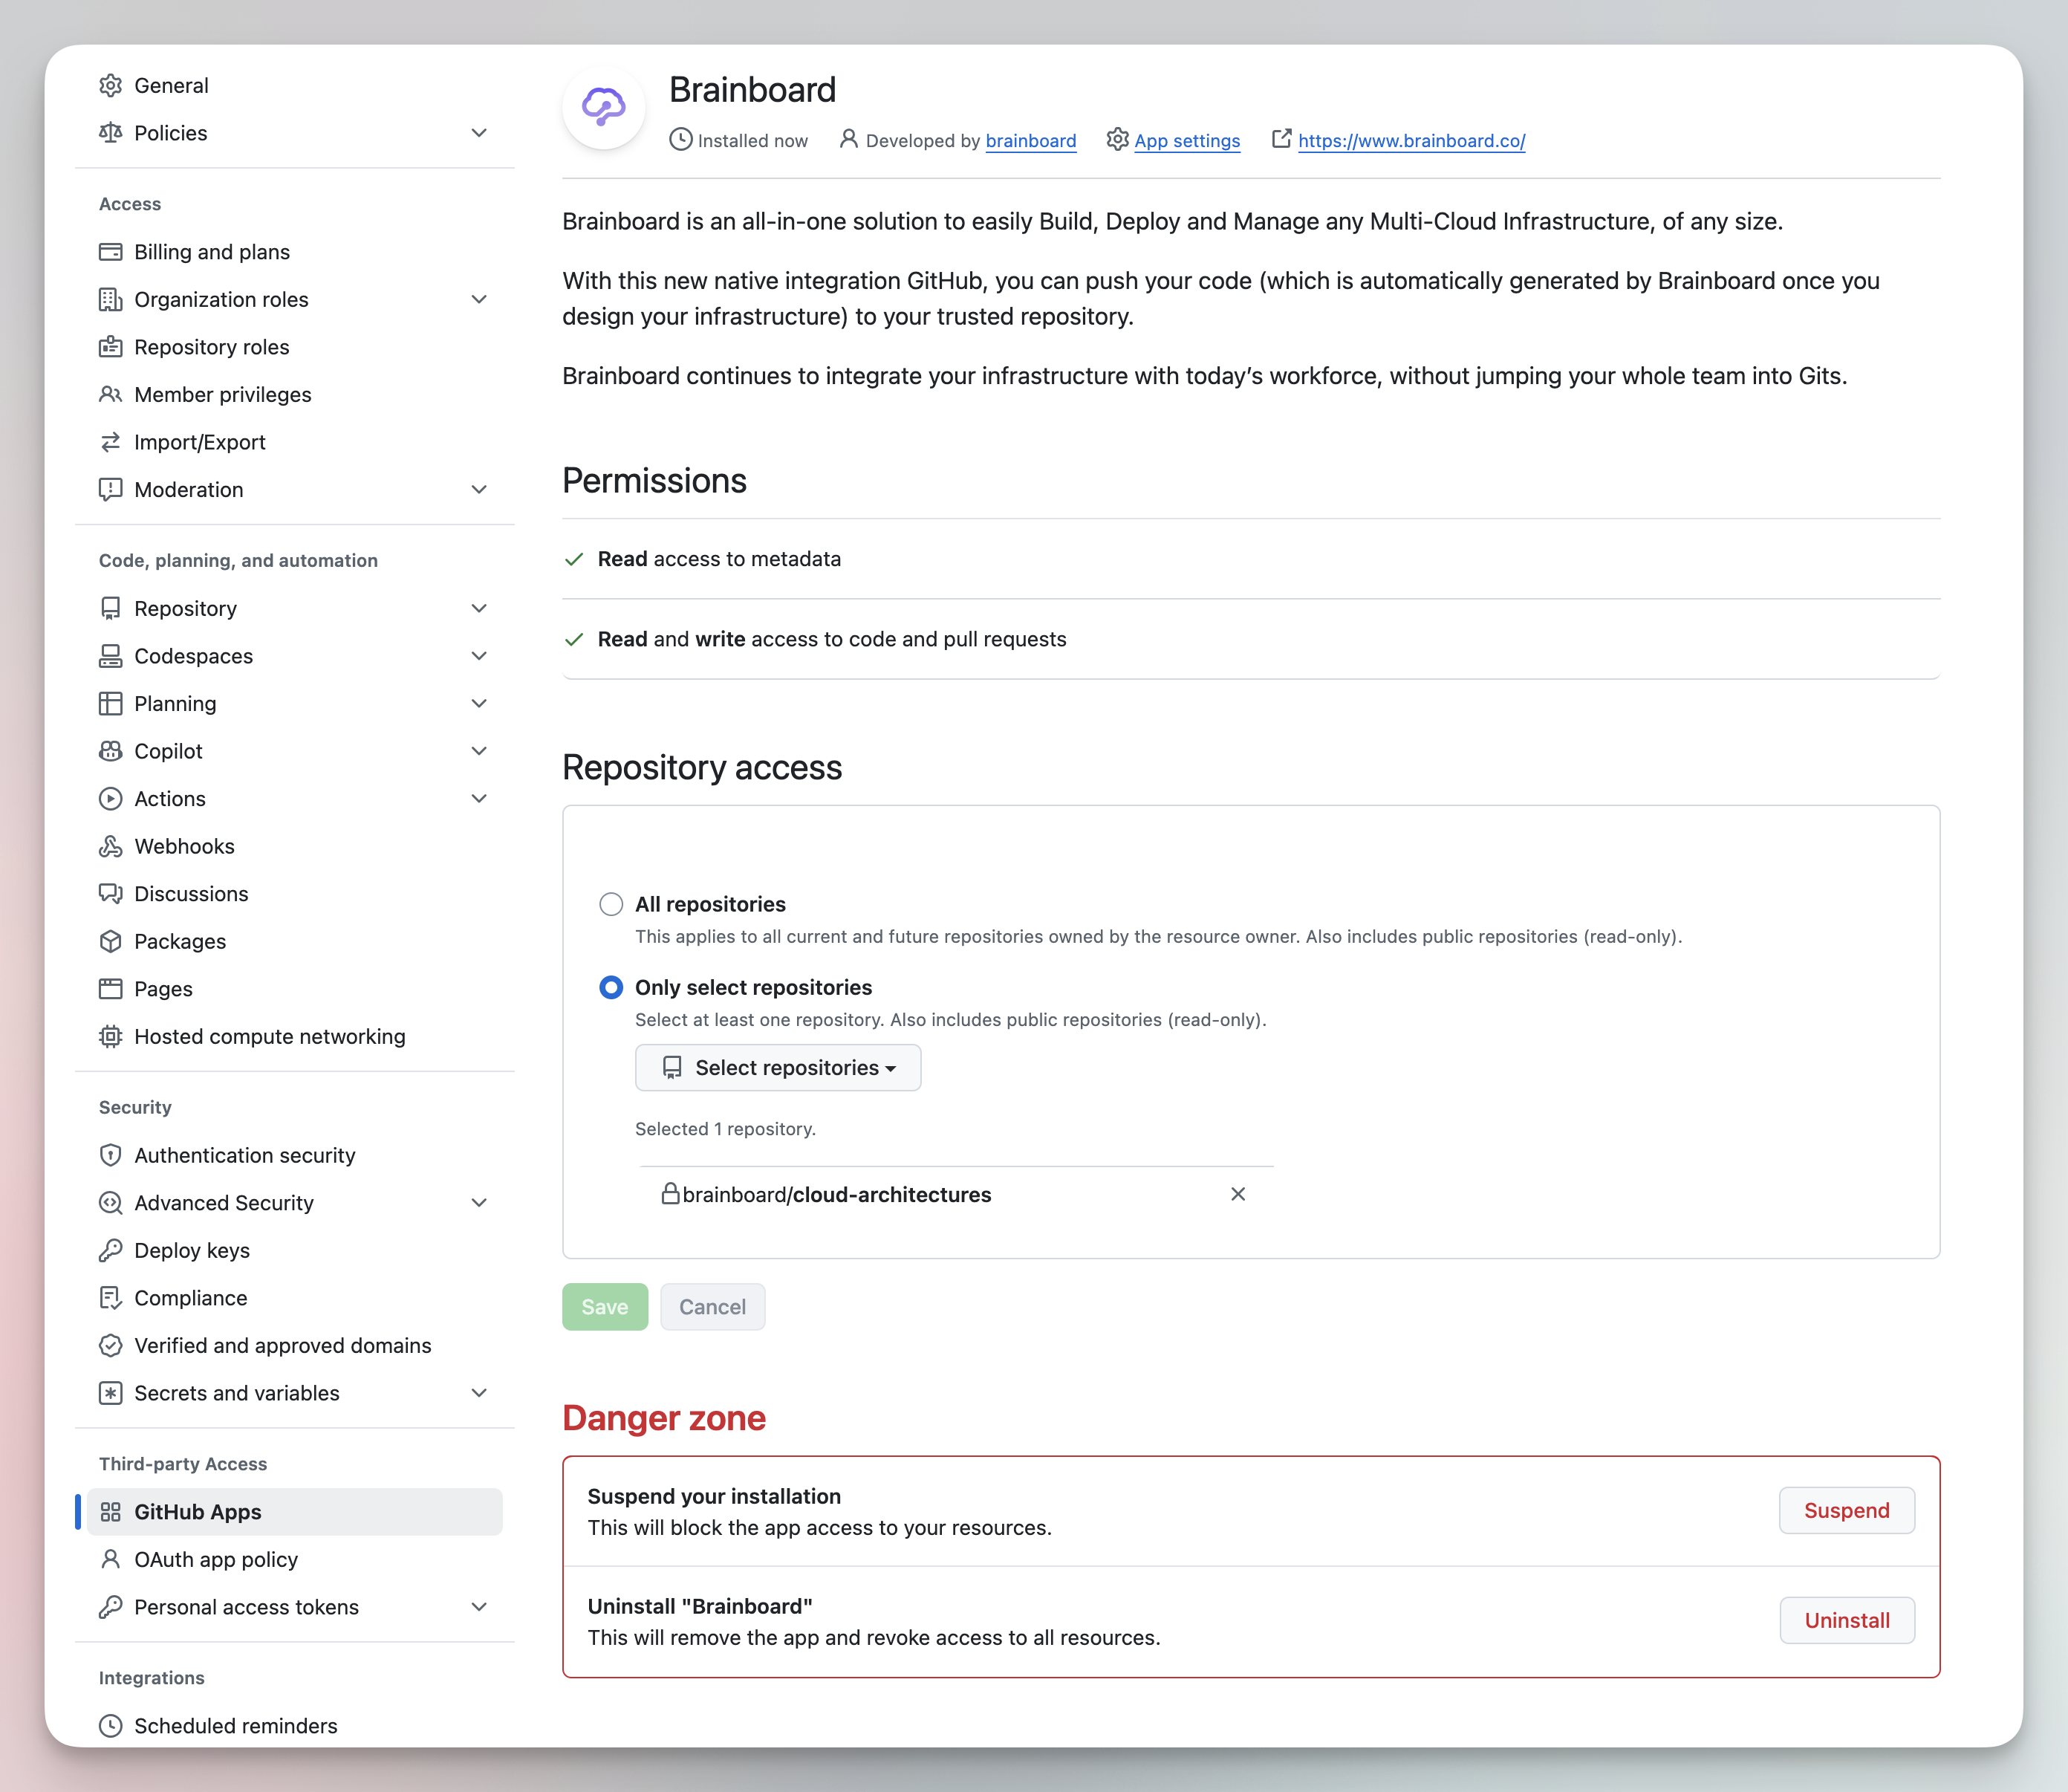 General
Policies
Access
Billing and plans
Organization roles
Repository roles
Member privileges
Import/Export
Moderation
Code, planning, and automation
Repository
Codespaces
Planning
Copilot
Actions
Webhooks
Discussions
Packages
Pages
Hosted compute networking
Security
Authentication security
Advanced Security
Deploy keys
Compliance
Verified and approved domains
Secrets and variables
Third-party Access
GitHub Apps
OAuth app policy
Personal access tokens
Integrations
Scheduled reminders
Brainboard
Installed now Developed by brainboard App settings https://www.brainboard.co/
Brainboard is an all-in-one solution to easily Build, Deploy and Manage any Multi-Cloud Infrastructure, of any size.
With this new native integration GitHub, you can push your code (which is automatically generated by Brainboard once you
design your infrastructure) to your trusted repository.
Brainboard continues to integrate your infrastructure with today’s workforce, without jumping your whole team into Gits.
Permissions
Read access to metadata
Read and write access to code and pull requests
Repository access
All repositories
This applies to all current and future repositories owned by the resource owner. Also includes public repositories (read-only).
Only select repositories
Select at least one repository. Also includes public repositories (read-only).
Select repositories
Selected 1 repository.
brainboard/cloud-architectures
Save Cancel
Danger zone
Suspend your installation
This will block the app access to your resources.
Suspend
Uninstall "Brainboard"
This will remove the app and revoke access to all resources.
Uninstall